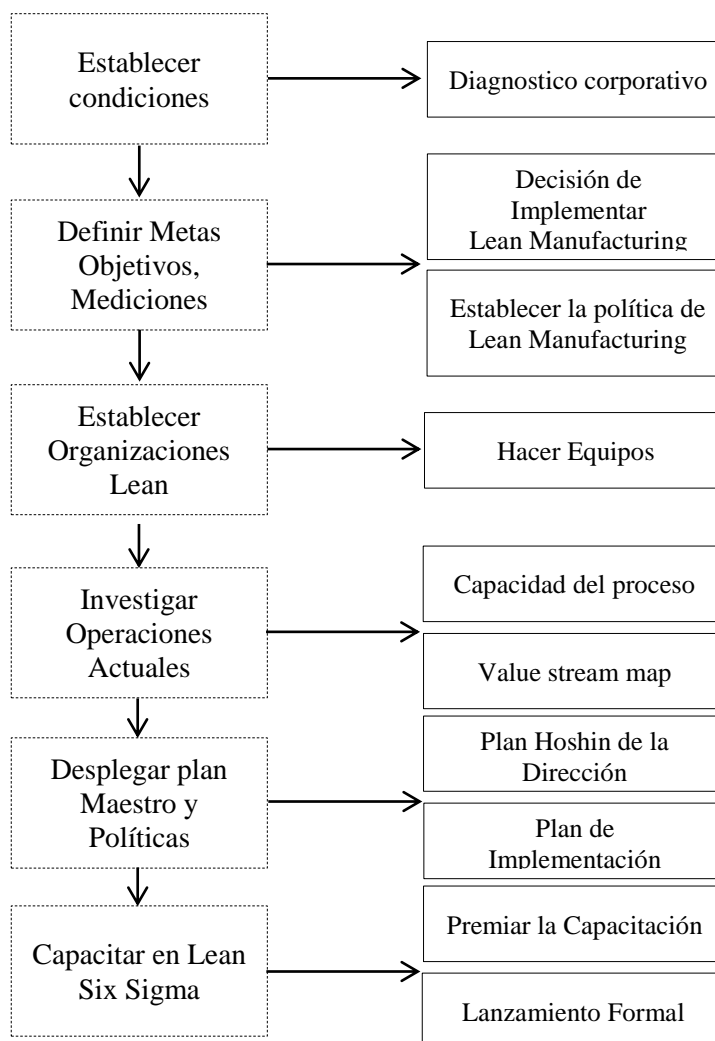 Establecer
condiciones
Diagnostico corporativo
Definir Metas
Objetivos,
Mediciones
Decisión de
Implementar
Lean Manufacturing
Establecer la política de
Lean Manufacturing
Establecer
Organizaciones
Lean
Hacer Equipos
Investigar
Operaciones
Actuales
Capacidad del proceso
Value stream map
Desplegar plan
Maestro y
Políticas
Plan Hoshin de la
Dirección
Plan de
Implementación
Capacitar en Lean
Six Sigma
Premiar la Capacitación
Lanzamiento Formal